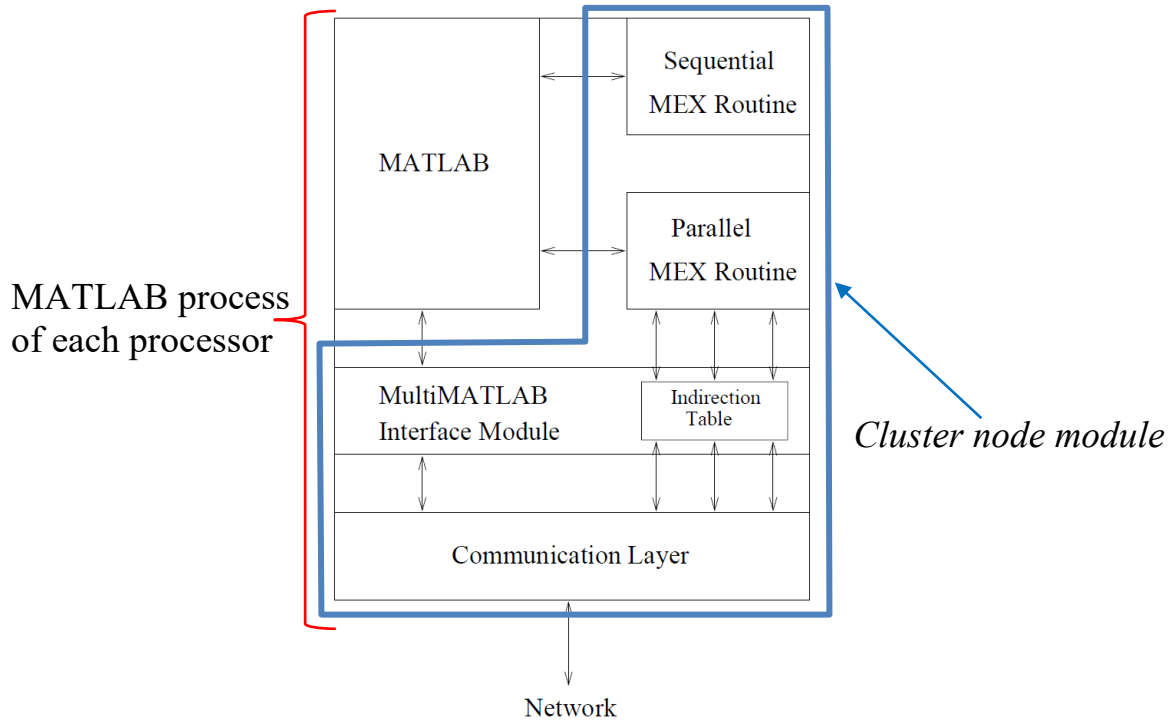 Sequential
MEX Routine
MATLAB
Parallel
MEX Routine
MATLAB process
of each processor
MultiMATLAB
Interface Module
Indirection
Table
Cluster node module
Communication Layer
Network